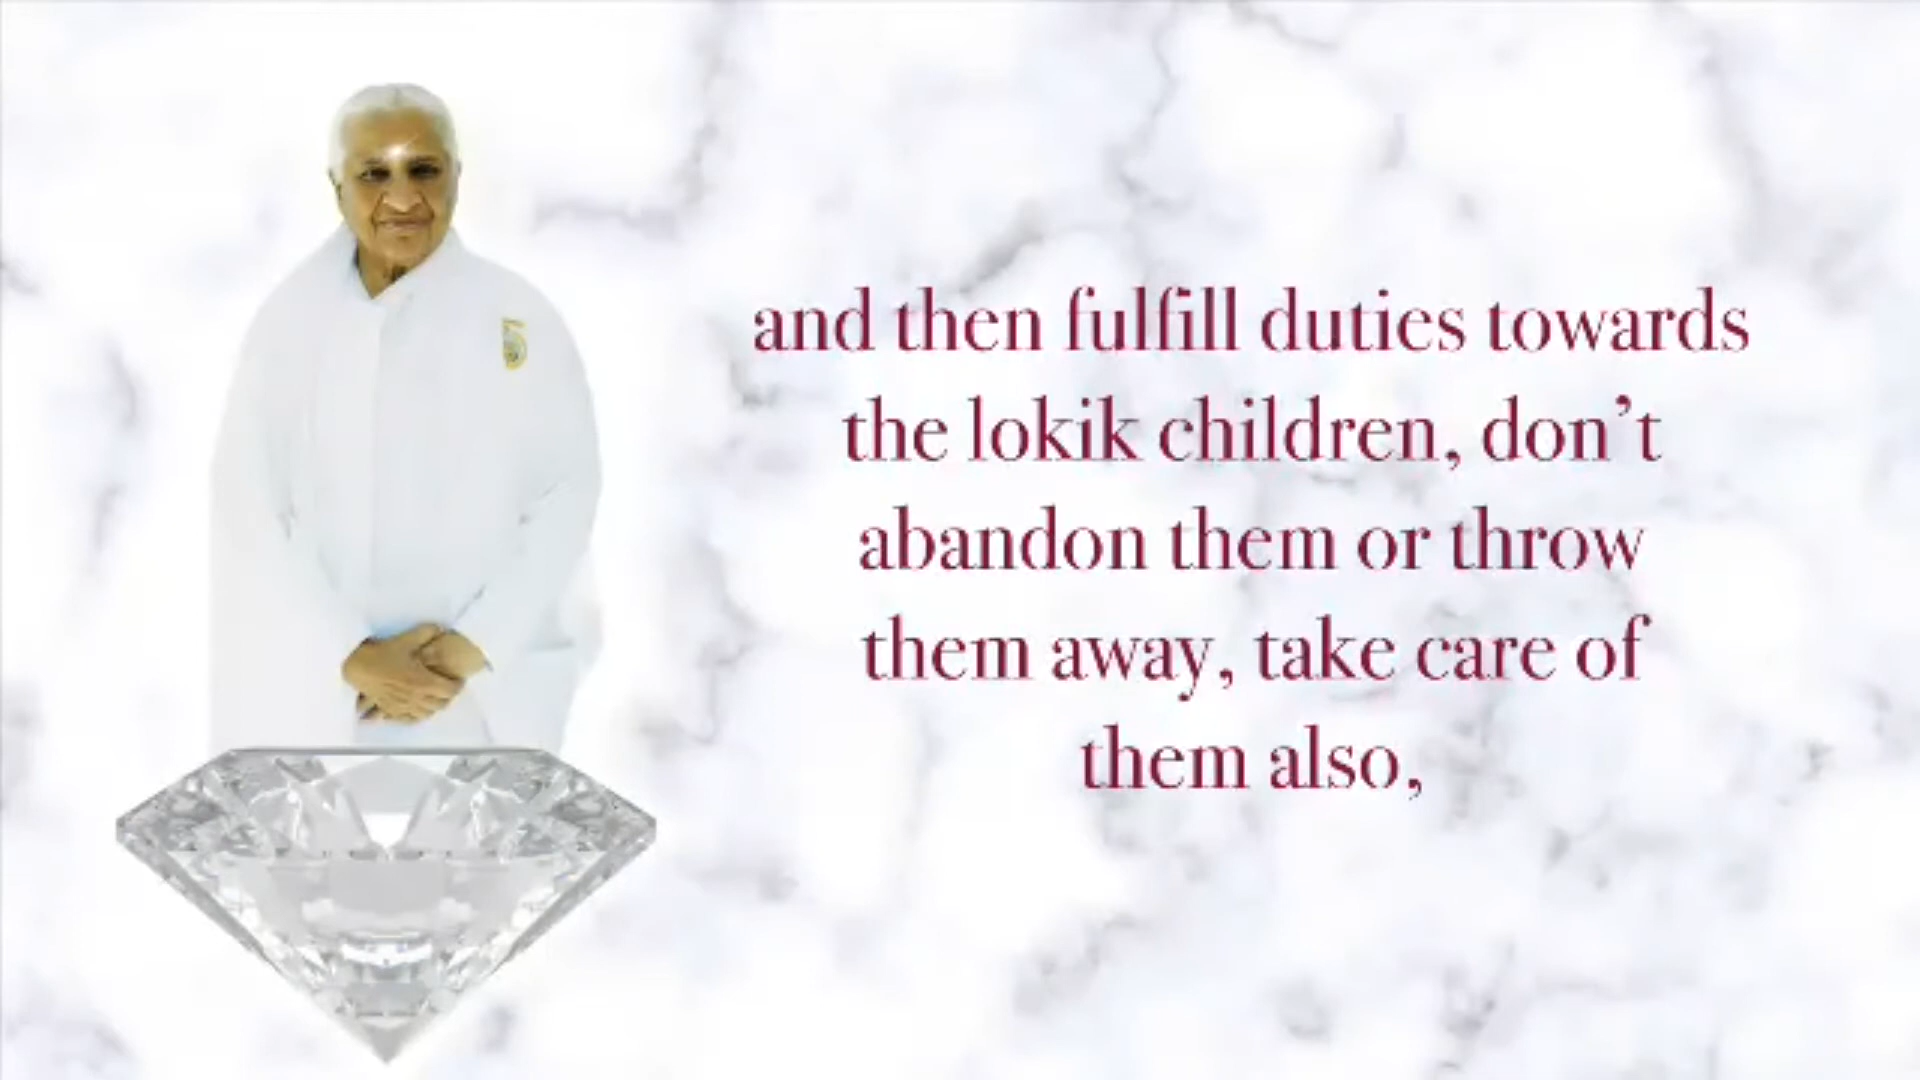 and then fulfill duties towards
the lokik children, don't
abandon them or throw
them away, take care of
them also,